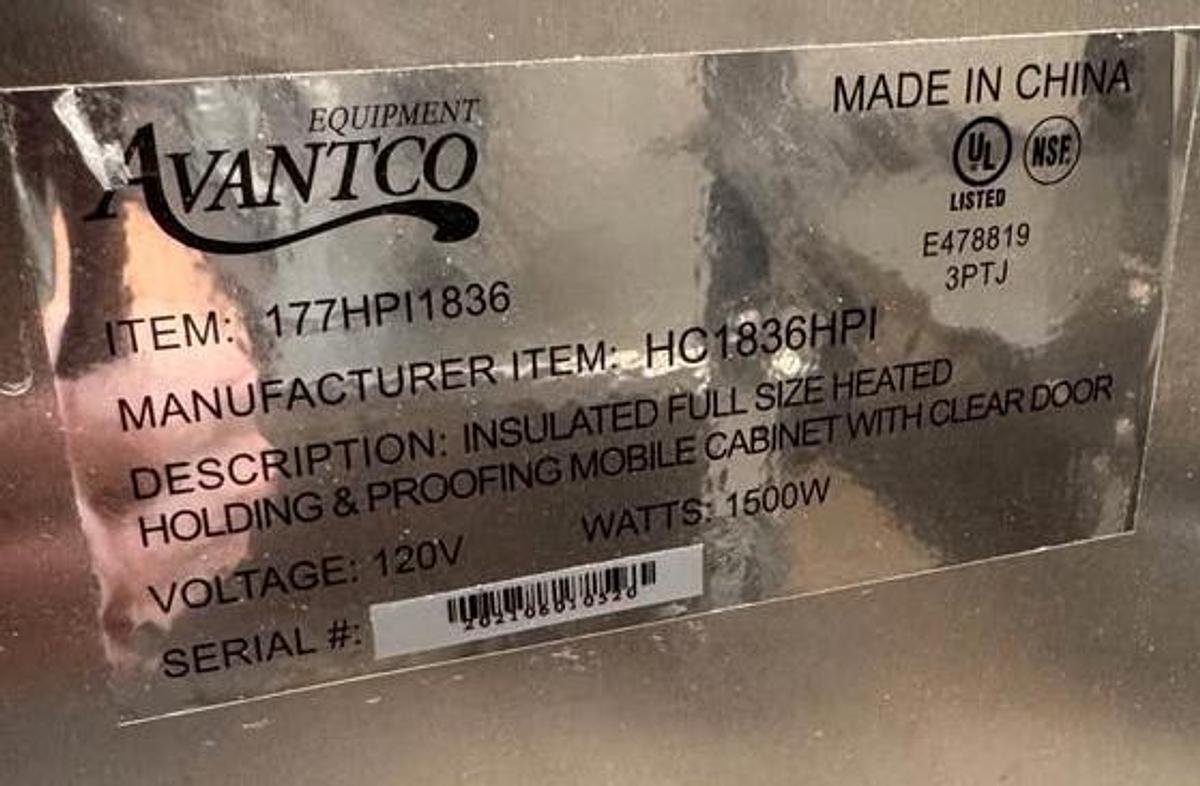 EQUIPMENT
AVANTCO
MADE IN CHINA
UL
NSF.
LISTED
E478819
3PTJ
ITEM: 177HPI1836
MANUFACTURER ITEM: HC1836HPI
DESCRIPTION: INSULATED FULL SIZE HEATED
HOLDING & PROOFING MOBILE CABINET WITH CLEAR DOOR
VOLTAGE: 120V WATTS: 1500W
SERIAL #: